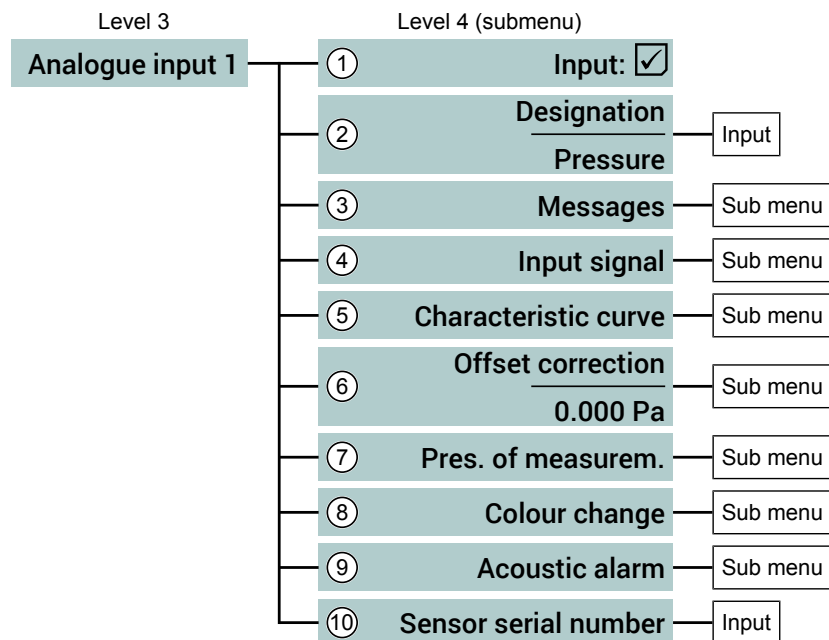 Level 3
Level 4 (submenu)
Analogue input 1
1 Input:
2 Designation
Pressure
Input
3 Messages Sub menu
4 Input signal Sub menu
5 Characteristic curve Sub menu
6 Offset correction
0.000 Pa
Sub menu
7 Pres. of measurem. Sub menu
8 Colour change Sub menu
9 Acoustic alarm Sub menu
10 Sensor serial number Input